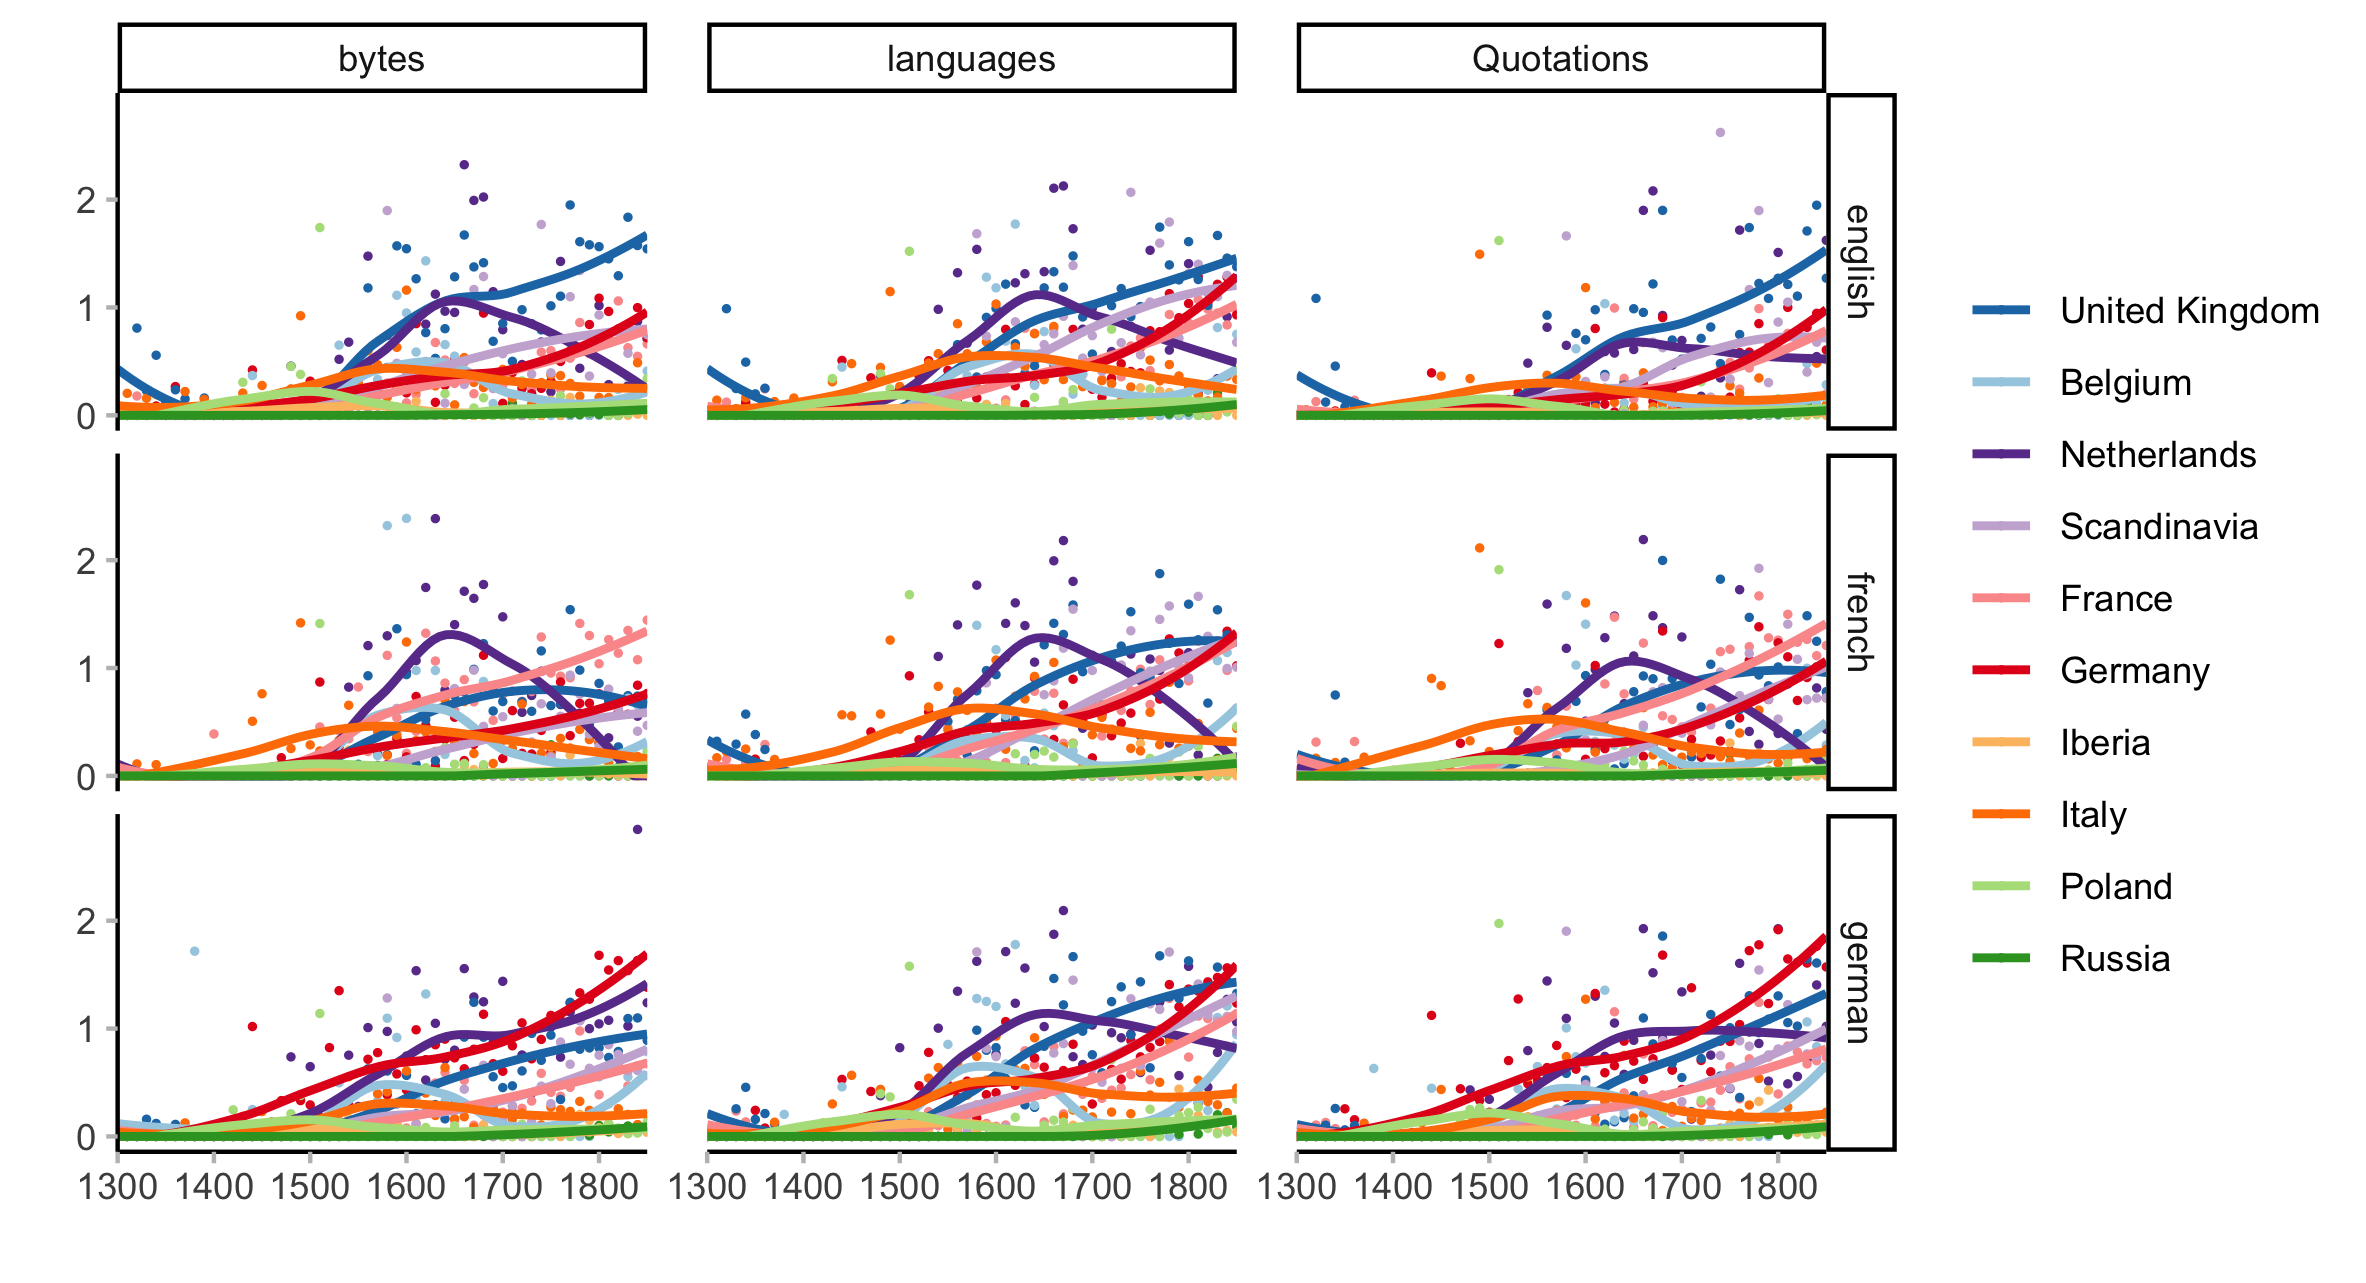 bytes
languages
Quotations
2
1
0
english
2
1
0
french
2
1
0
german
1300 1400 1500 1600 1700 1800
1300 1400 1500 1600 1700 1800
1300 1400 1500 1600 1700 1800
United Kingdom
Belgium
Netherlands
Scandinavia
France
Germany
Iberia
Italy
Poland
Russia